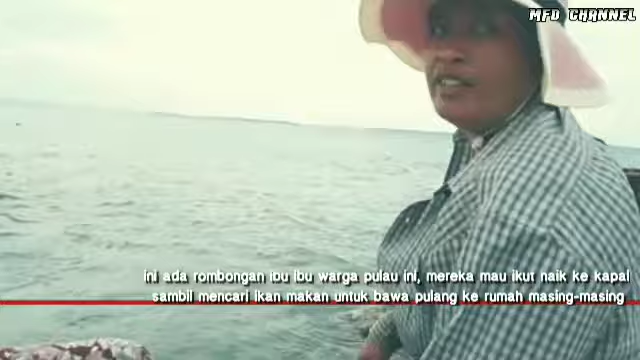 MFD CHANNEL
ini ada rombongan ibu ibu warga pulau ini, mereka mau ikut naik ke kapal
sambil mencari ikan makan untuk bawa pulang ke rumah masing-masing